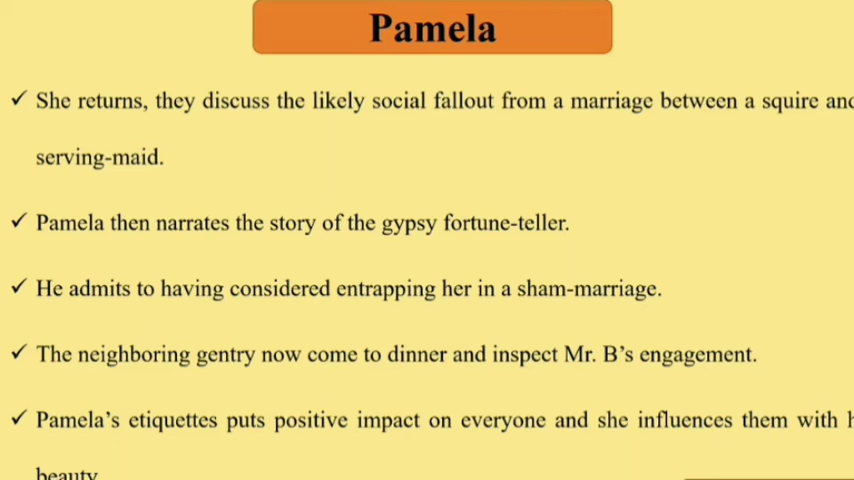 Pamela
✓ She returns, they discuss the likely social fallout from a marriage between a squire and
serving-maid.
✓ Pamela then narrates the story of the gypsy fortune-teller.
✓ He admits to having considered entrapping her in a sham-marriage.
✓ The neighboring gentry now come to dinner and inspect Mr. B’s engagement.
✓ Pamela’s etiquettes puts positive impact on everyone and she influences them with
beauty